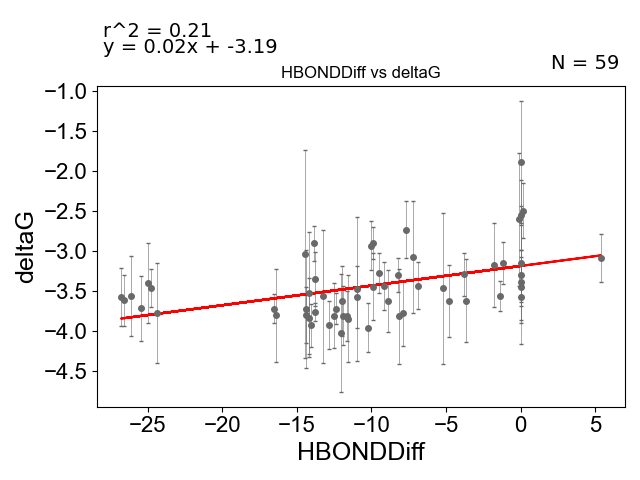 r^2 = 0.21
y = 0.02x + -3.19
N = 59
HBONDDiff vs deltaG
−1.0
−1.5
−2.0
−2.5
−3.0
−3.5
−4.0
−4.5
deltaG
−25
−20
−15
−10
−5
0
5
HBONDDiff